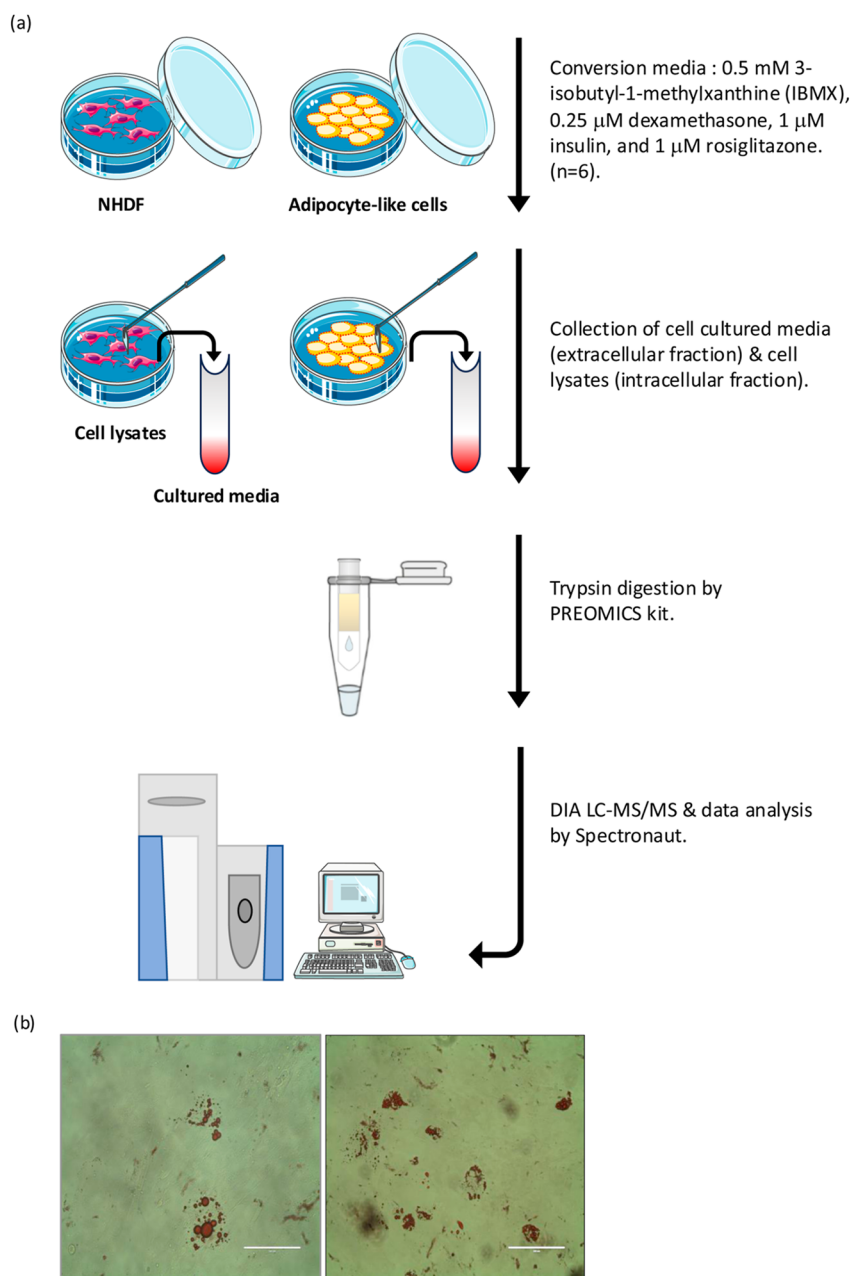 (a)
Conversion media : 0.5 mM 3-
isobutyl-1-methylxanthine (IBMX),
0.25 μM dexamethasone, 1 μM
insulin, and 1 μM rosiglitazone.
(n=6).
NHDF
Adipocyte-like cells
Collection of cell cultured media
(extracellular fraction) & cell
lysates (intracellular fraction).
Cell lysates
Cultured media
Trypsin digestion by
PREOMICS kit.
DIA LC-MS/MS & data analysis
by Spectronaut.
(b)